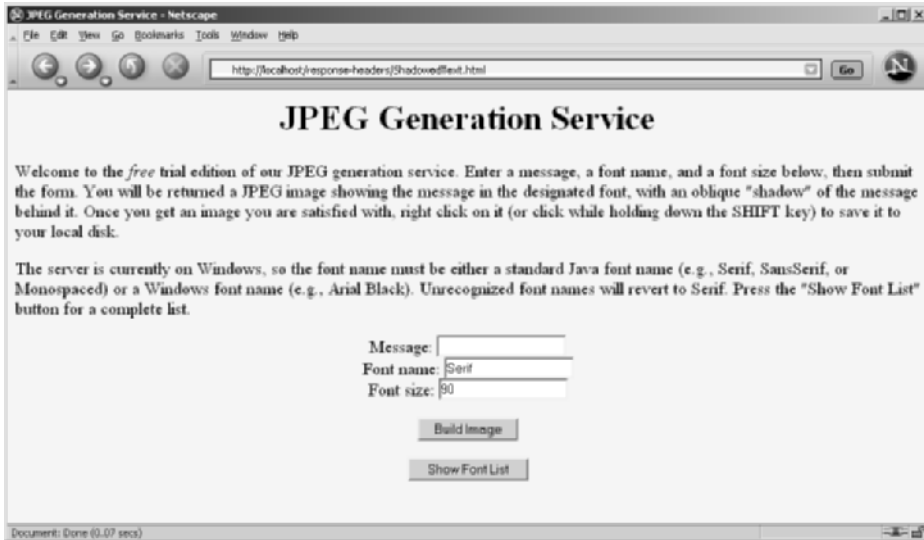 JPEG Generation Service - Netscape
File Edit View Go Bookmarks Tools Window Help
http://localhost/response-headers/ShadowedText.html
Go
N
JPEG Generation Service
Welcome to the free trial edition of our JPEG generation service. Enter a message, a font name, and a font size below, then submit
the form. You will be returned a JPEG image showing the message in the designated font, with an oblique "shadow" of the message
behind it. Once you get an image you are satisfied with, right click on it (or click while holding down the SHIFT key) to save it to
your local disk.
The server is currently on Windows, so the font name must be either a standard Java font name (e.g., Serif, SansSerif, or
Monospaced) or a Windows font name (e.g., Arial Black). Unrecognized font names will revert to Serif. Press the "Show Font List"
button for a complete list.
Message:
Font name: Serif
Font size: 90
Build Image
Show Font List
Document: Done (0.07 secs)